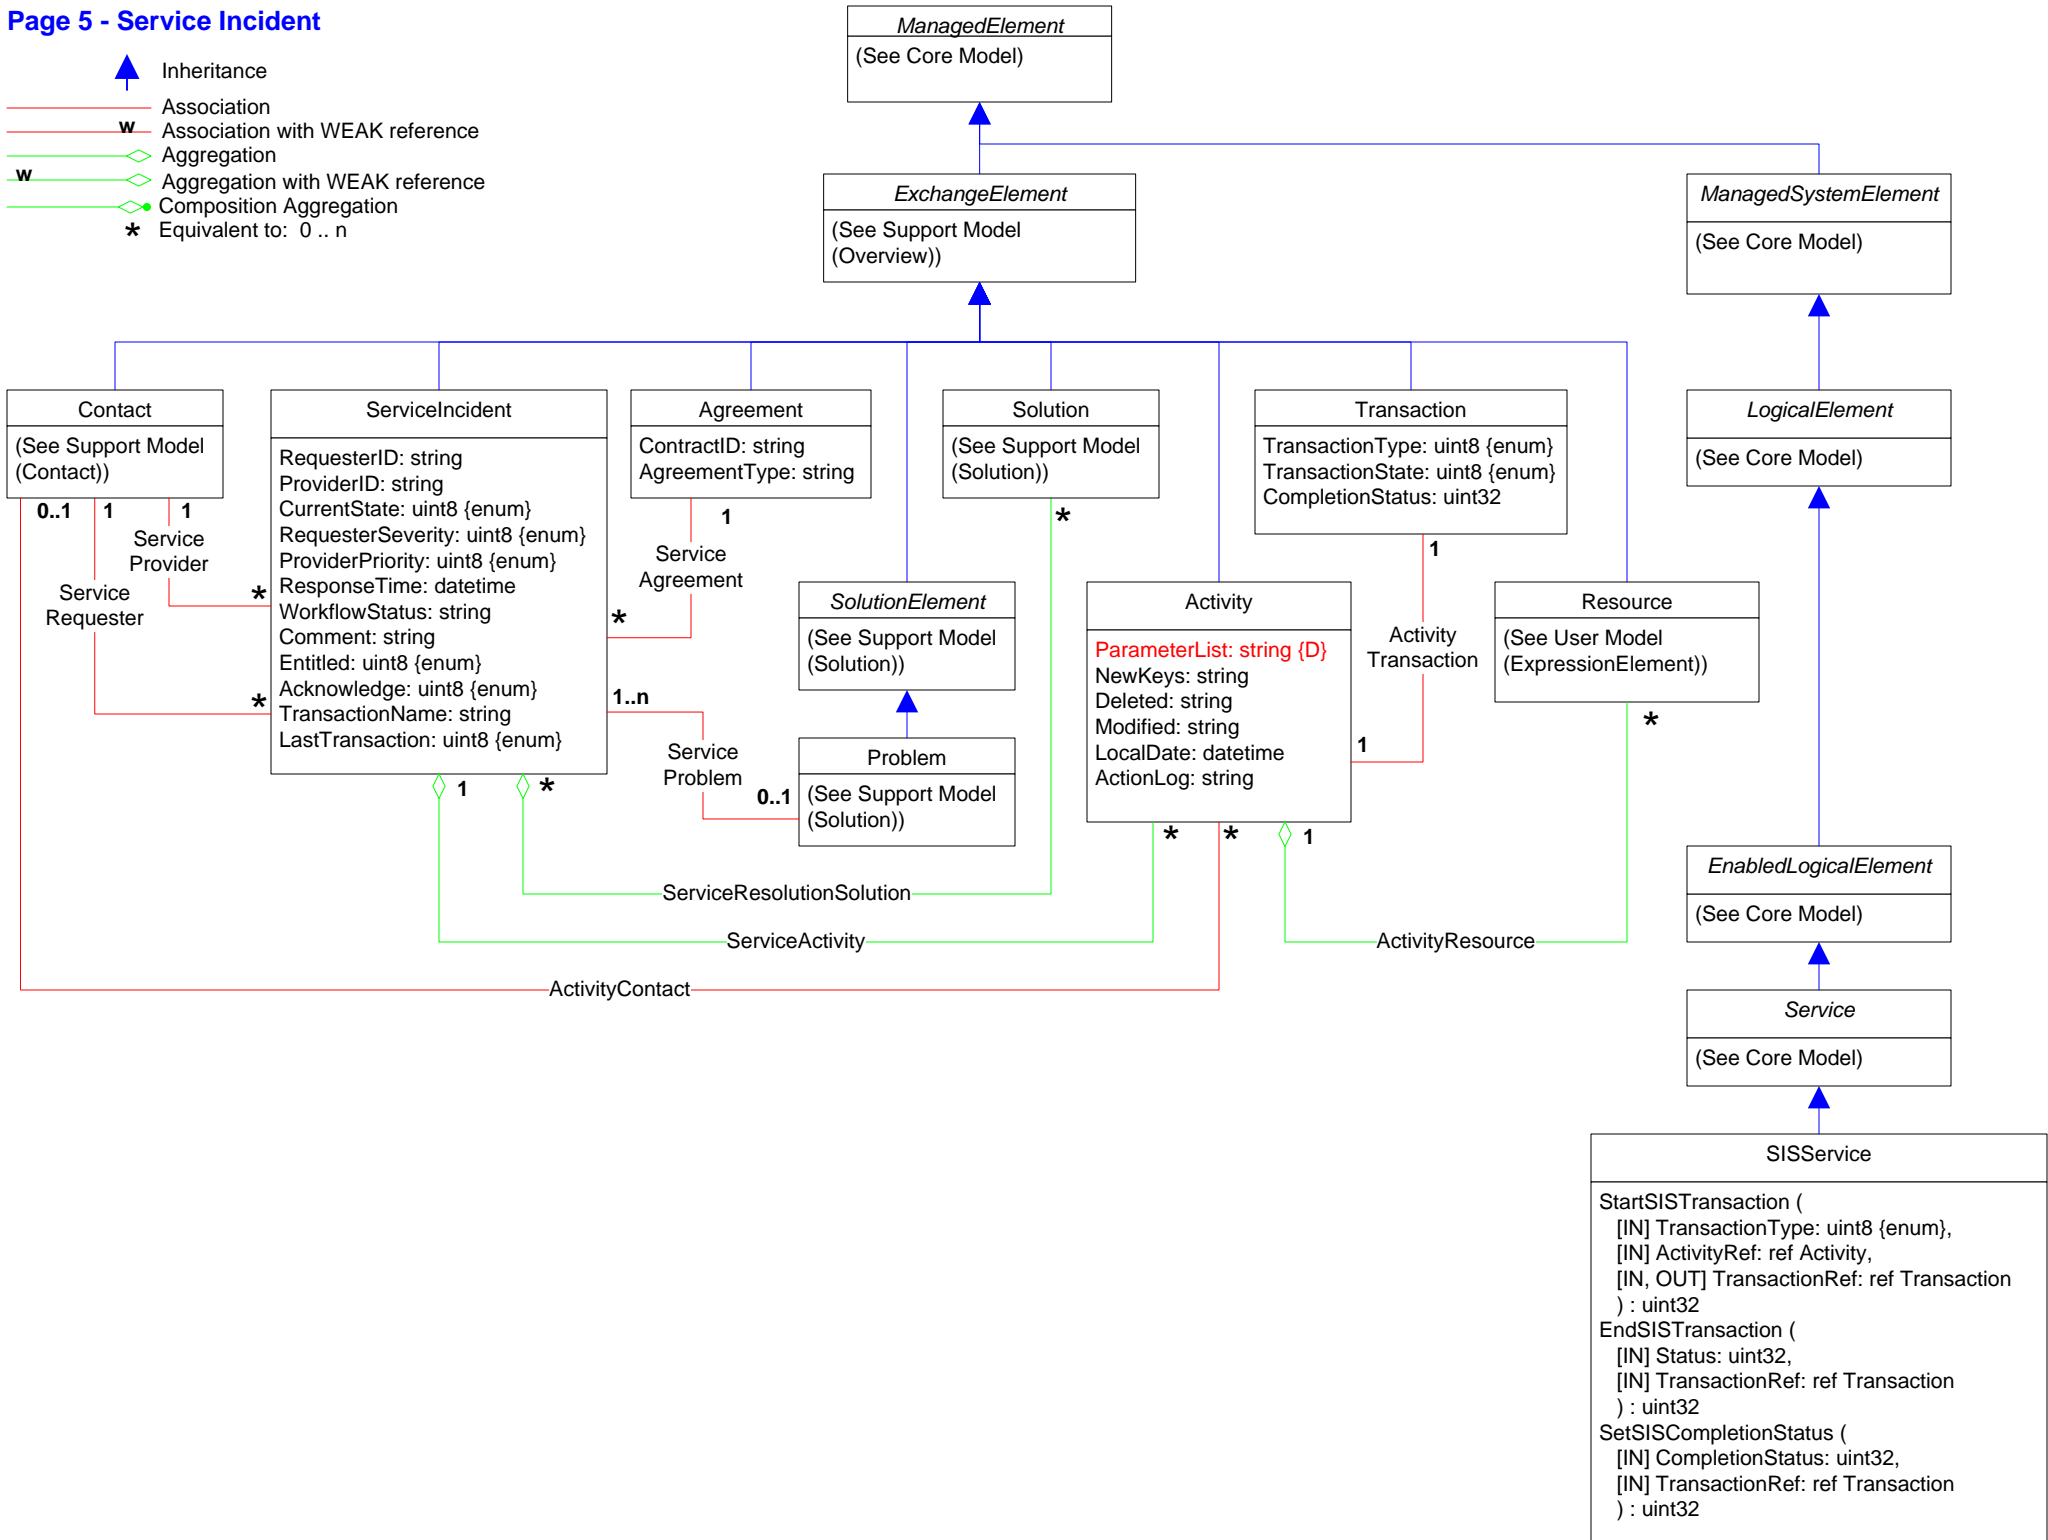 Page 5 - Service Incident
Inheritance
Association
w
Association with WEAK reference
Aggregation
w
Aggregation with WEAK reference
Composition Aggregation
* Equivalent to: 0 .. n
ManagedElement
(See Core Model)
ExchangeElement
(See Support Model
(Overview))
ManagedSystemElement
(See Core Model)
Contact
(See Support Model
(Contact))
0..1
1
1
Service
Provider
*
Service
Requester
*
ServiceIncident
RequesterID: string
ProviderID: string
CurrentState: uint8 {enum}
RequesterSeverity: uint8 {enum}
ProviderPriority: uint8 {enum}
ResponseTime: datetime
WorkflowStatus: string
Comment: string
Entitled: uint8 {enum}
Acknowledge: uint8 {enum}
TransactionName: string
LastTransaction: uint8 {enum}
1
*
Agreement
ContractID: string
AgreementType: string
1
Service
Agreement
*
1..n
Service
Problem
0..1
Solution
(See Support Model
(Solution))
*
SolutionElement
(See Support Model
(Solution))
Problem
(See Support Model
(Solution))
Transaction
TransactionType: uint8 {enum}
TransactionState: uint8 {enum}
CompletionStatus: uint32
1
Activity
Transaction
1
Activity
ParameterList: string {D}
NewKeys: string
Deleted: string
Modified: string
LocalDate: datetime
ActionLog: string
*
*
1
Resource
(See User Model
(ExpressionElement))
*
ServiceResolutionSolution
ServiceActivity
ActivityResource
ActivityContact
LogicalElement
(See Core Model)
EnabledLogicalElement
(See Core Model)
Service
(See Core Model)
SISService
StartSISTransaction (
[IN] TransactionType: uint8 {enum},
[IN] ActivityRef: ref Activity,
[IN, OUT] TransactionRef: ref Transaction
) : uint32
EndSISTransaction (
[IN] Status: uint32,
[IN] TransactionRef: ref Transaction
) : uint32
SetSISCompletionStatus (
[IN] CompletionStatus: uint32,
[IN] TransactionRef: ref Transaction
) : uint32